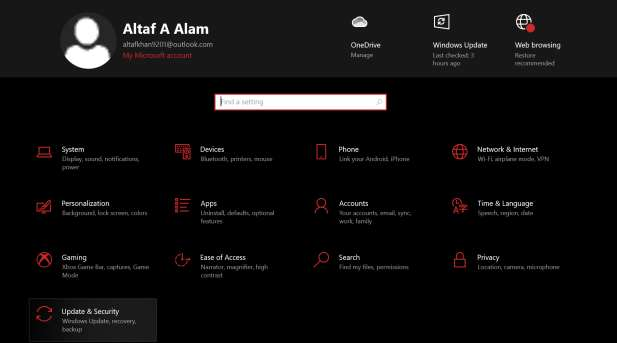 Altaf A Alam
altafkhan9201@outlook.com
My Microsoft account
OneDrive
Manage
Windows Update
Last checked: 3
hours ago
Web browsing
Restore
recommended
Find a setting
System
Display, sound, notifications,
power
Devices
Bluetooth, printers, mouse
Phone
Link your Android, iPhone
Network & Internet
Wi-Fi, airplane mode, VPN
Personalization
Background, lock screen, colors
Apps
Uninstall, defaults, optional
features
Accounts
Your accounts, email, sync,
work, family
Time & Language
Speech, region, date
Gaming
Xbox Game Bar, captures, Game
Mode
Ease of Access
Narrator, magnifier, high
contrast
Search
Find my files, permissions
Privacy
Location, camera, microphone
Update & Security
Windows Update, recovery,
backup